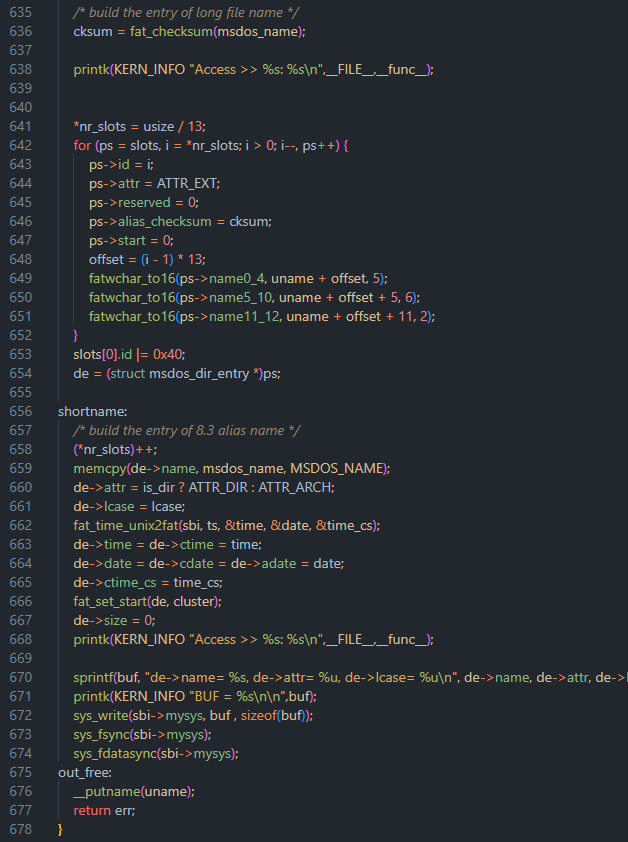 635 /* build the entry of long file name */
636 cksum = fat_checksum(msdos_name);
637
638 printk(KERN_INFO "Access >> %s: %s\n",__FILE__,__func__);
639
640
641 *nr_slots = usize / 13;
642 for (ps = slots, i = *nr_slots; i > 0; i--, ps++) {
643 ps->id = i;
644 ps->attr = ATTR_EXT;
645 ps->reserved = 0;
646 ps->alias_checksum = cksum;
647 ps->start = 0;
648 offset = (i - 1) * 13;
649 fatwchar_to16(ps->name0_4, uname + offset, 5);
650 fatwchar_to16(ps->name5_10, uname + offset + 5, 6);
651 fatwchar_to16(ps->name11_12, uname + offset + 11, 2);
652 }
653 slots[0].id |= 0x40;
654 de = (struct msdos_dir_entry *)ps;
655
656 shortname:
657 /* build the entry of 8.3 alias name */
658 (*nr_slots)++;
659 memcpy(de->name, msdos_name, MSDOS_NAME);
660 de->attr = is_dir ? ATTR_DIR : ATTR_ARCH;
661 de->lcase = lcase;
662 fat_time_unix2fat(sbi, ts, &time, &date, &time_cs);
663 de->time = de->ctime = time;
664 de->date = de->cdate = de->adate = date;
665 de->ctime_cs = time_cs;
666 fat_set_start(de, cluster);
667 de->size = 0;
668 printk(KERN_INFO "Access >> %s: %s\n",__FILE__,__func__);
669
670 sprintf(buf, "de->name= %s, de->attr= %u, de->lcase= %u\n", de->name, de->attr, de->
671 printk(KERN_INFO "BUF = %s\n\n",buf);
672 sys_write(sbi->mysys, buf , sizeof(buf));
673 sys_fsync(sbi->mysys);
674 sys_fdatasync(sbi->mysys);
675 out_free:
676 __putname(uname);
677 return err;
678 }